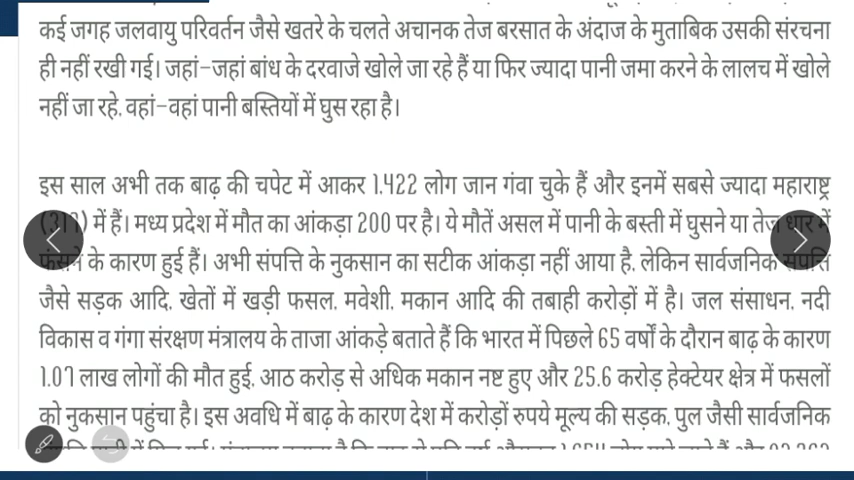 कई जगह जलवायु परिवर्तन जैसे खतरे के चलते अचानक तेज बरसात के अंदाज के मुताबिक उसकी संरचना
ही नहीं रखी गई। जहां-जहां बांध के दरवाजे खोले जा रहे हैं या फिर ज्यादा पानी जमा करने के लालच में खोले
नहीं जा रहे, वहां-वहां पानी बस्तियों में घुस रहा है।
इस साल अभी तक बाढ़ की चपेट में आकर 1,422 लोग जान गंवा चुके हैं और इनमें सबसे ज्यादा महाराष्ट्र
में हैं। मध्य प्रदेश में मौत का आंकड़ा 200 पर है। ये मौतें असल में पानी के बस्ती में घुसने या तेज धार में
फंसने के कारण हुई हैं। अभी संपत्ति के नुकसान का सटीक आंकड़ा नहीं आया है, लेकिन सार्वजनिक संपत्ति
जैसे सड़क आदि, खेतों में खड़ी फसल, मवेशी, मकान आदि की तबाही करोड़ों में है। जल संसाधन, नदी
विकास व गंगा संरक्षण मंत्रालय के ताजा आंकड़े बताते हैं कि भारत में पिछले 65 वर्षों के दौरान बाढ़ के कारण
1.07 लाख लोगों की मौत हुई, आठ करोड़ से अधिक मकान नष्ट हुए और 25.6 करोड़ हेक्टेयर क्षेत्र में फसलों
को नुकसान पहुंचा है। इस अवधि में बाढ़ के कारण देश में करोड़ों रुपये मूल्य की सड़क, पुल जैसी सार्वजनिक